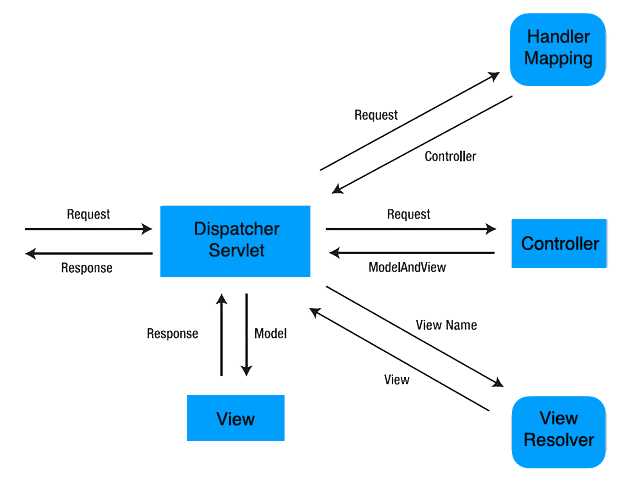 Handler
Mapping
Request
Controller
Request
Response
Dispatcher
Servlet
Request
ModelAndView
Controller
Response
Model
View Name
View
View
View
Resolver